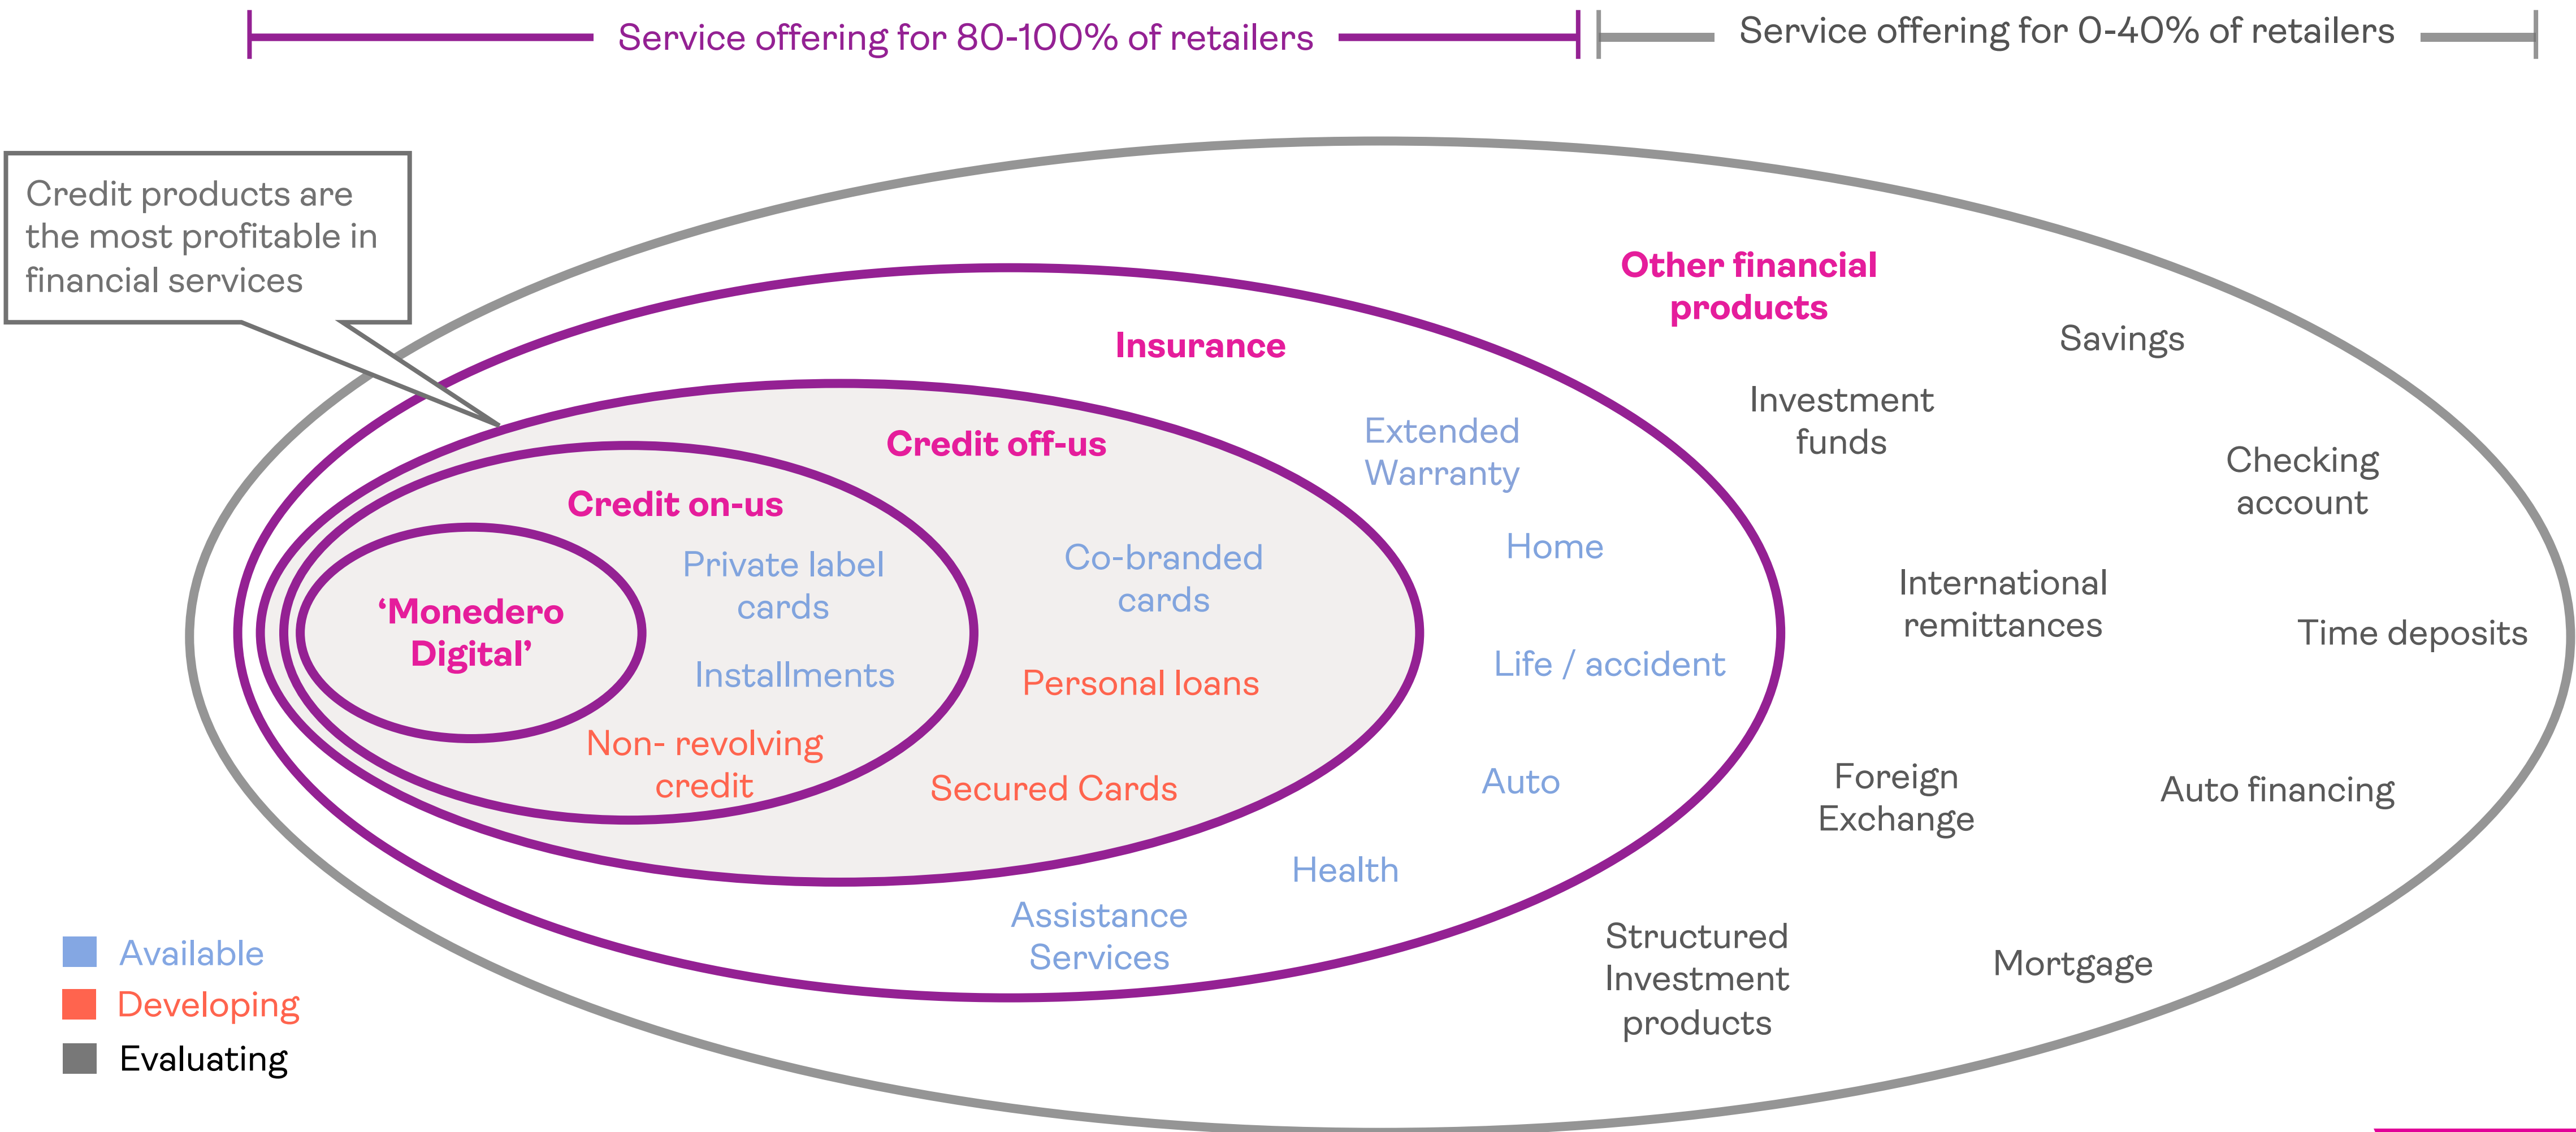 Service offering for 80-100% of retailers
Service offering for 0-40% of retailers
Credit products are
the most profitable in
financial services
Other financial
products
Savings
Investment
funds
Checking
account
International
remittances
Time deposits
Foreign
Exchange
Auto financing
Structured
Investment
products
Mortgage
Insurance
Extended
Warranty
Home
Life / accident
Auto
Health
Assistance
Services
Credit off-us
Co-branded
cards
Personal loans
Secured Cards
Credit on-us
Private label
cards
Installments
Non- revolving
credit
‘Monedero
Digital’
Available
Developing
Evaluating